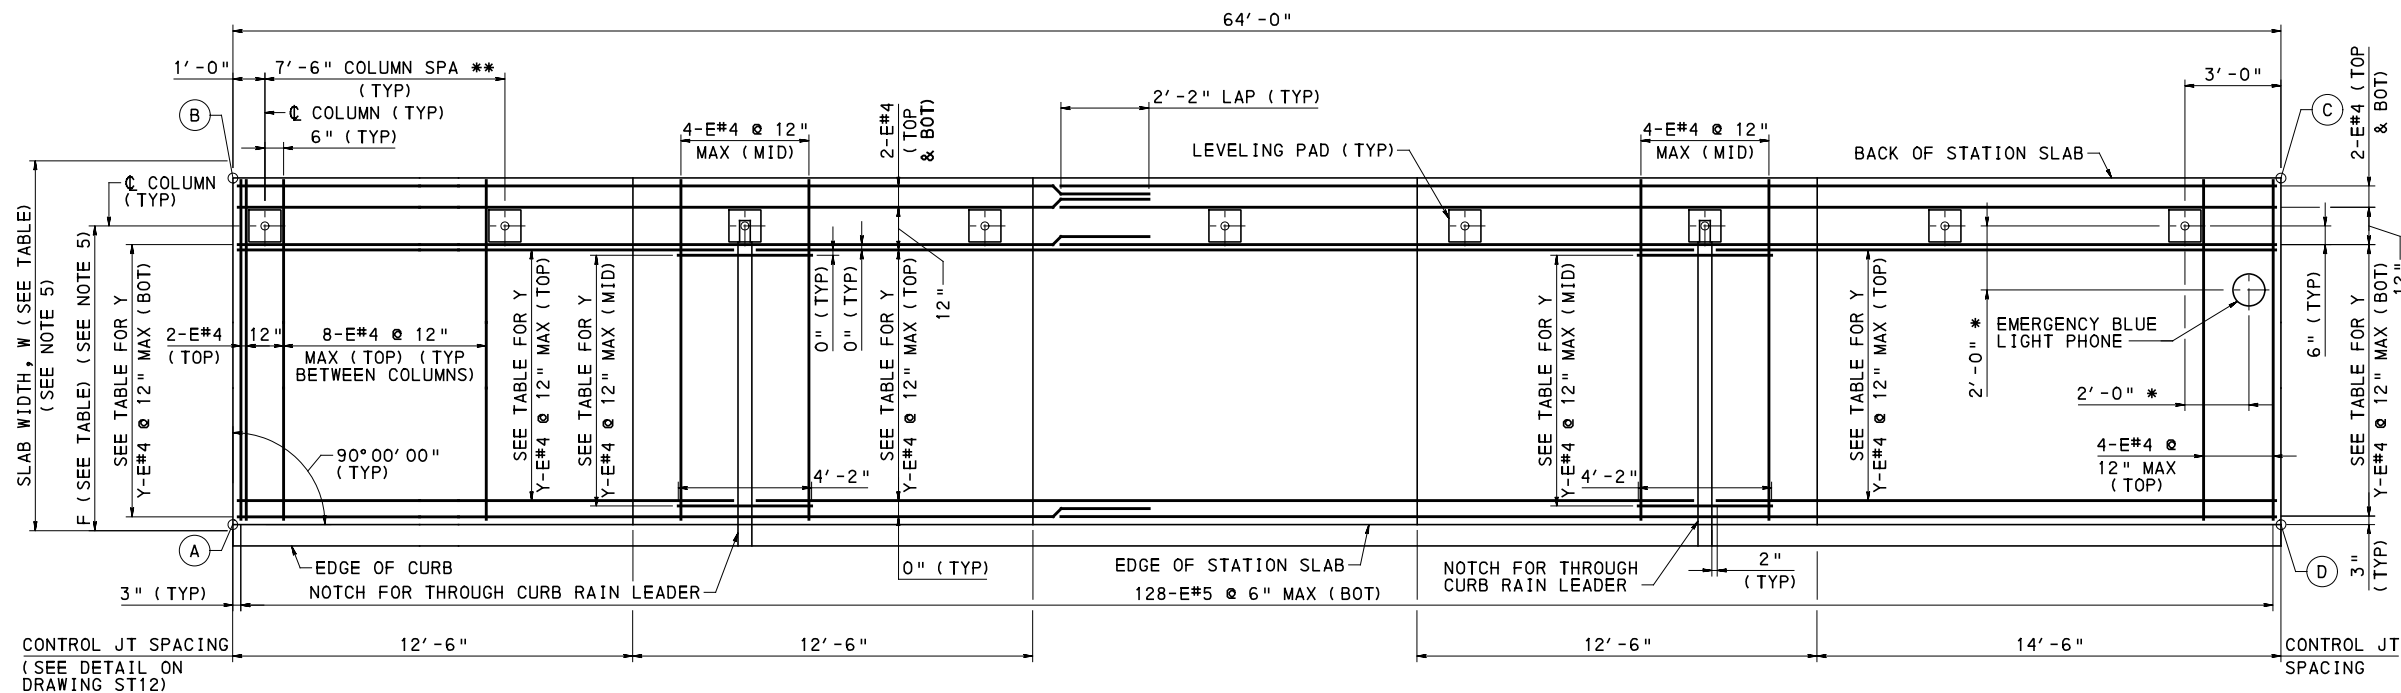 64'-0"
1'-0"
7'-6" COLUMN SPA **
(TYP)
℄ COLUMN (TYP)
6" (TYP)
B
℄ COLUMN
(TYP)
4-E#4 @ 12"
MAX (MID)
2-E#4
(TOP
& BOT)
2'-2" LAP (TYP)
LEVELING PAD (TYP)
4-E#4 @ 12"
MAX (MID)
BACK OF STATION SLAB
3'-0"
C
2-E#4 (TOP
& BOT)
SLAB WIDTH, W (SEE TABLE)
(SEE NOTE 5)
F (SEE TABLE) (SEE NOTE 5)
SEE TABLE FOR Y
Y-E#4 @ 12" MAX (BOT)
2-E#4
(TOP)
12"
8-E#4 @ 12"
MAX (TOP) (TYP
BETWEEN COLUMNS)
90°00'00"
(TYP)
SEE TABLE FOR Y
Y-E#4 @ 12" MAX (TOP)
SEE TABLE FOR Y
Y-E#4 @ 12" MAX (MID)
4'-2"
0" (TYP)
0" (TYP)
SEE TABLE FOR Y
Y-E#4 @ 12" MAX (TOP)
12"
SEE TABLE FOR Y
Y-E#4 @ 12" MAX (MID)
4'-2"
SEE TABLE FOR Y
Y-E#4 @ 12" MAX (TOP)
2'-0" *
EMERGENCY BLUE
LIGHT PHONE
2'-0" *
4-E#4 @
12" MAX
(TOP)
6" (TYP)
12"
SEE TABLE FOR Y
Y-E#4 @ 12" MAX (BOT)
3"
(TYP)
A
EDGE OF CURB
NOTCH FOR THROUGH CURB RAIN LEADER
0" (TYP)
EDGE OF STATION SLAB
NOTCH FOR THROUGH
CURB RAIN LEADER
2"
(TYP)
D
3" (TYP)
128-E#5 @ 6" MAX (BOT)
CONTROL JT SPACING
(SEE DETAIL ON
DRAWING ST12)
12'-6"
12'-6"
12'-6"
14'-6"
CONTROL JT
SPACING